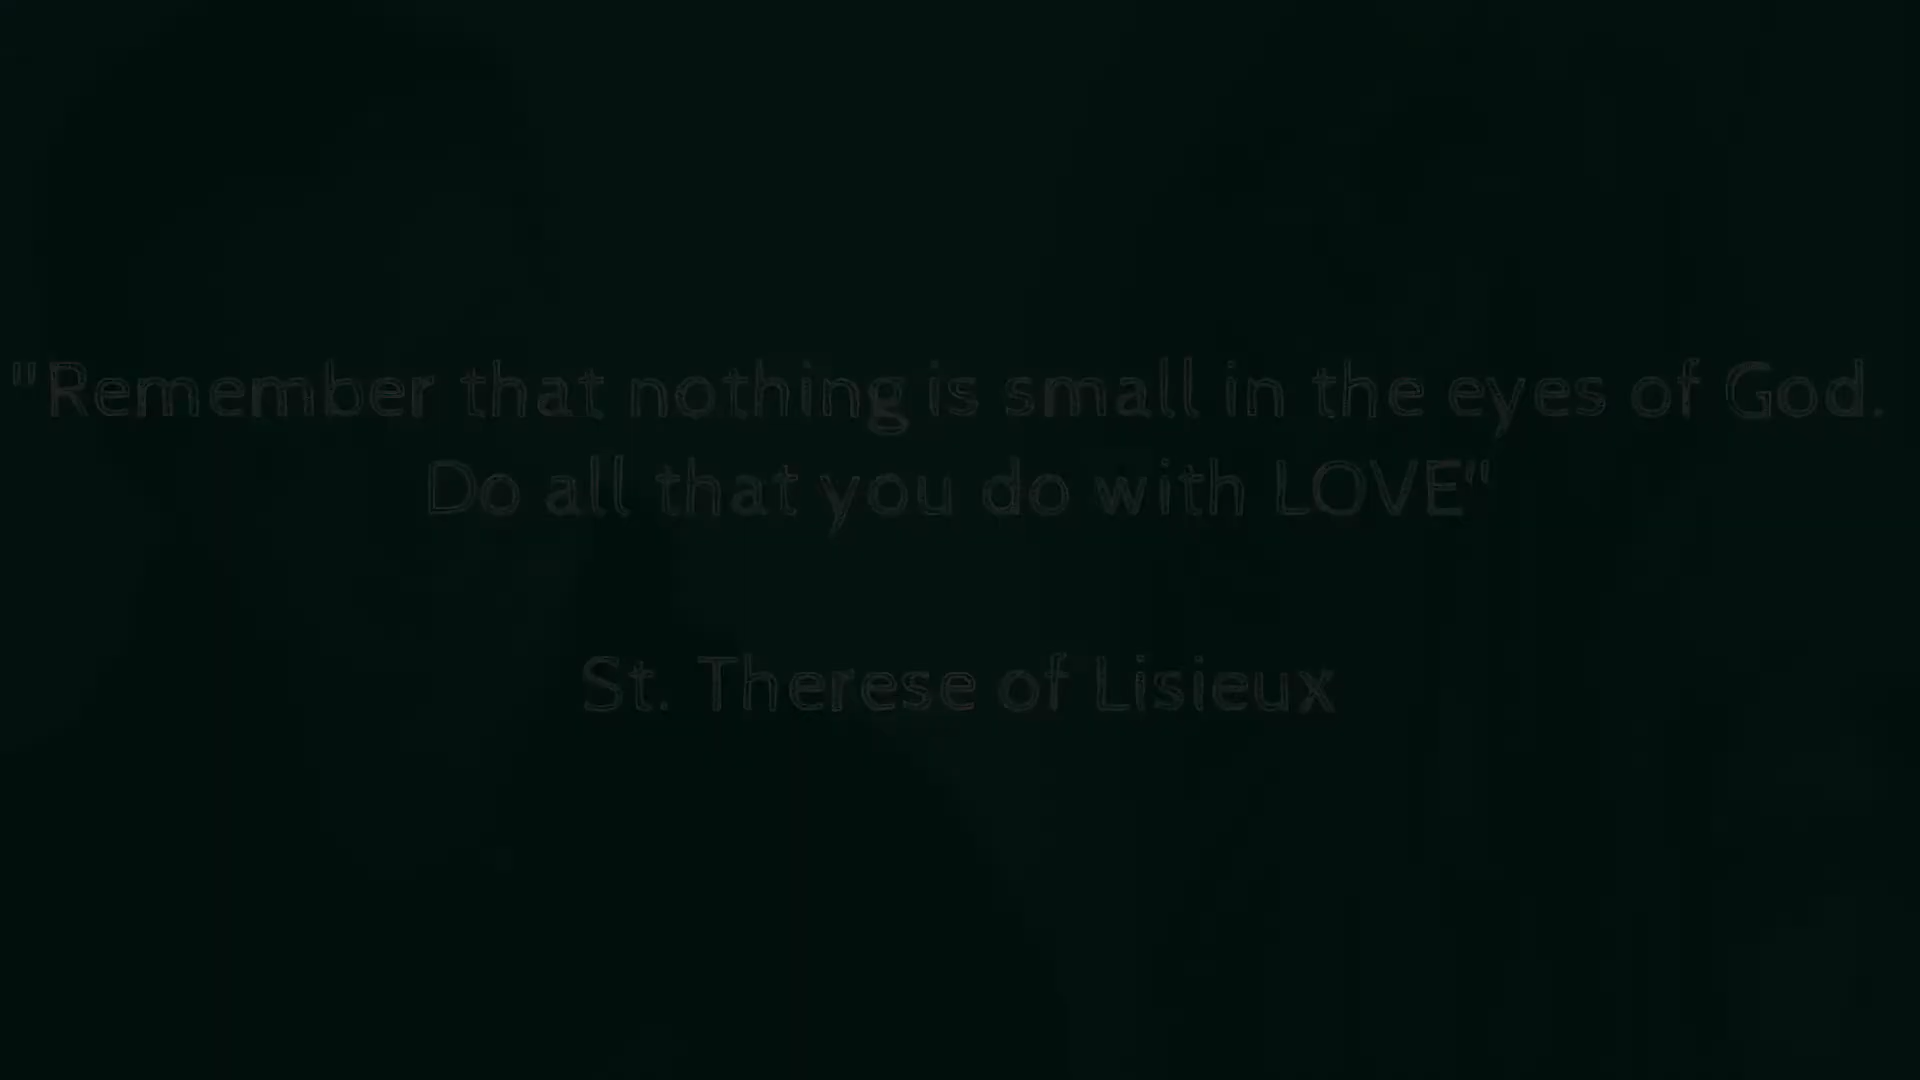 "Remember that nothing is small in the eyes of God.
Do all that you do with LOVE"
St. Therese of Lisieux